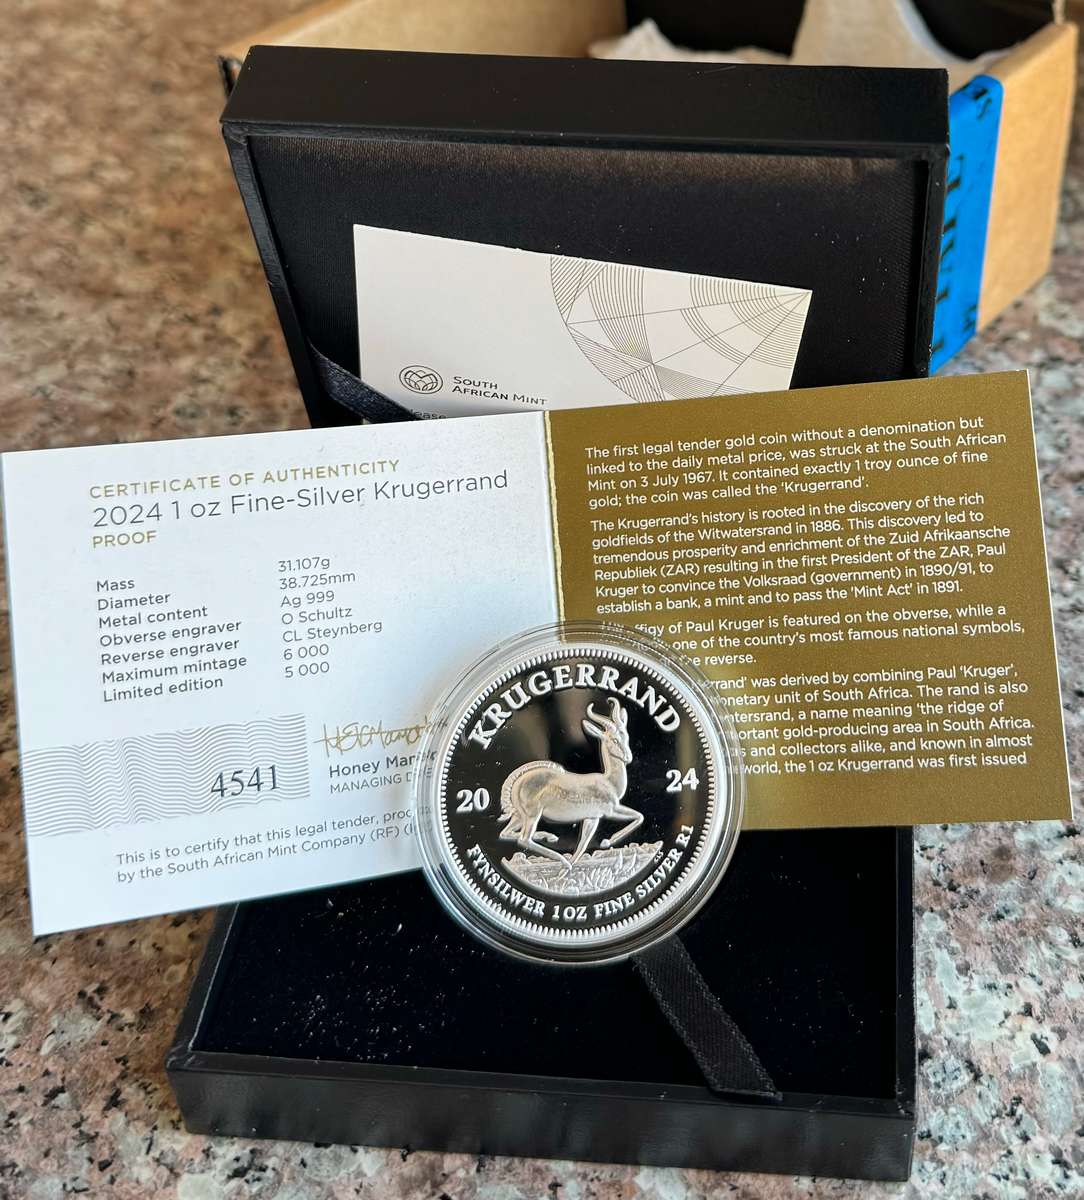 SOUTH
AFRICAN MINT
CERTIFICATE OF AUTHENTICITY
2024 1 oz Fine-Silver Krugerrand
PROOF
Mass 31.107g
Diameter 38.725mm
Metal content Ag 999
Obverse engraver O Schultz
Reverse engraver CL Steynberg
Maximum mintage 6 000
Limited edition 5 000
4541
Honey
MANAGING
This is to certify that this legal tender,
by the South African Mint Company (RF)
The first legal tender gold coin without a denomination but
linked to the daily metal price, was struck at the South African
Mint on 3 July 1967. It contained exactly 1 troy ounce of fine
gold; the coin was called the ‘Krugerrand’.
The Krugerrand’s history is rooted in the discovery of the rich
goldfields of the Witwatersrand in 1886. This discovery led to
tremendous prosperity and enrichment of the Zuid Afrikaansche
Republiek (ZAR) resulting in the first President of the ZAR, Paul
Kruger to convince the Volksraad (government) in 1890/91, to
establish a bank, a mint and to pass the ‘Mint Act’ in 1891.
of Paul Kruger is featured on the obverse, while a
one of the country’s most famous national symbols,
reverse.
was derived by combining Paul ‘Kruger’,
unit of South Africa. The rand is also
a name meaning ‘the ridge of
gold-producing area in South Africa.
and collectors alike, and known in almost
world, the 1 oz Krugerrand was first issued
KRUGERRAND
2024
FYNSILWER 1 OZ FINE SILVER R1